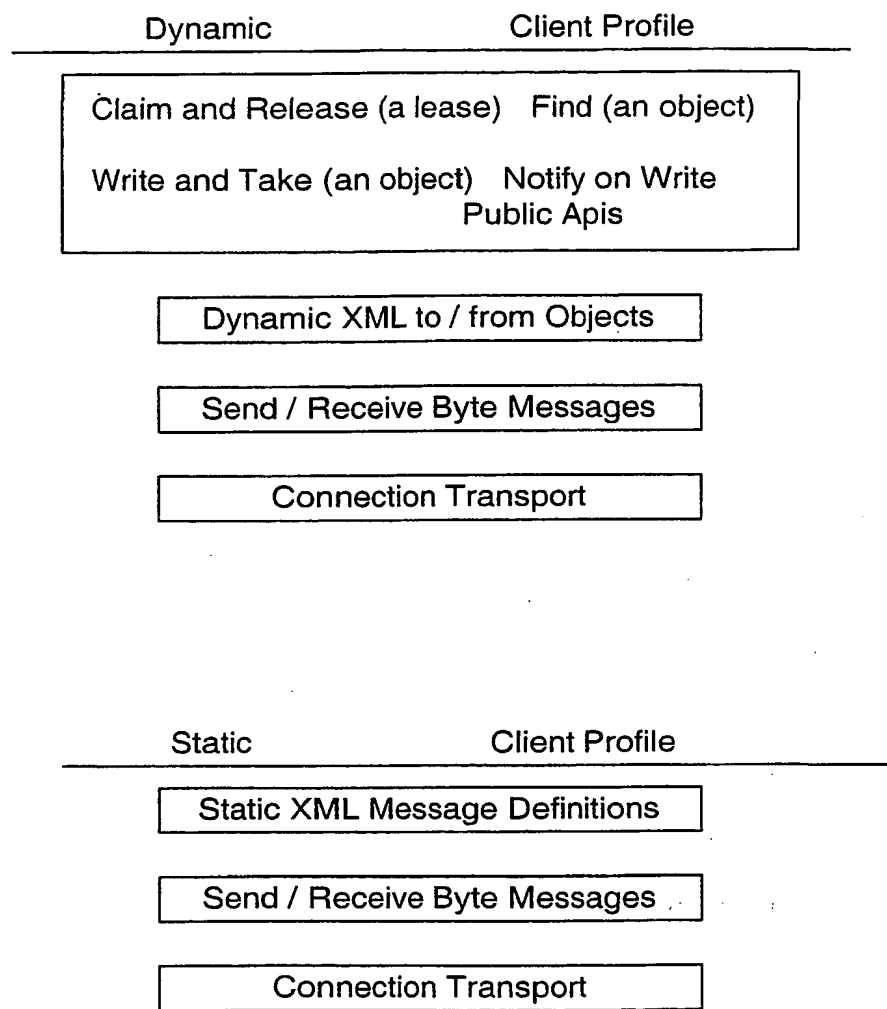 Dynamic Client Profile
Claim and Release (a lease) Find (an object)
Write and Take (an object) Notify on Write
Public Apis
Dynamic XML to / from Objects
Send / Receive Byte Messages
Connection Transport
Static Client Profile
Static XML Message Definitions
Send / Receive Byte Messages
Connection Transport